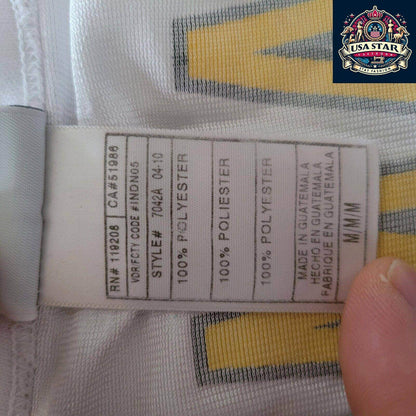 USA STAR
RN# 119208 CA#51986
VDR/FCTY CODE #INDN05
STYLE# 7042A 04-10
100% POLYESTER
100% POLIESTER
100% POLYESTER
MADE IN GUATEMALA
HECHO EN GUATEMALA
FABRIQUE EN GUATEMALA
M/M/M